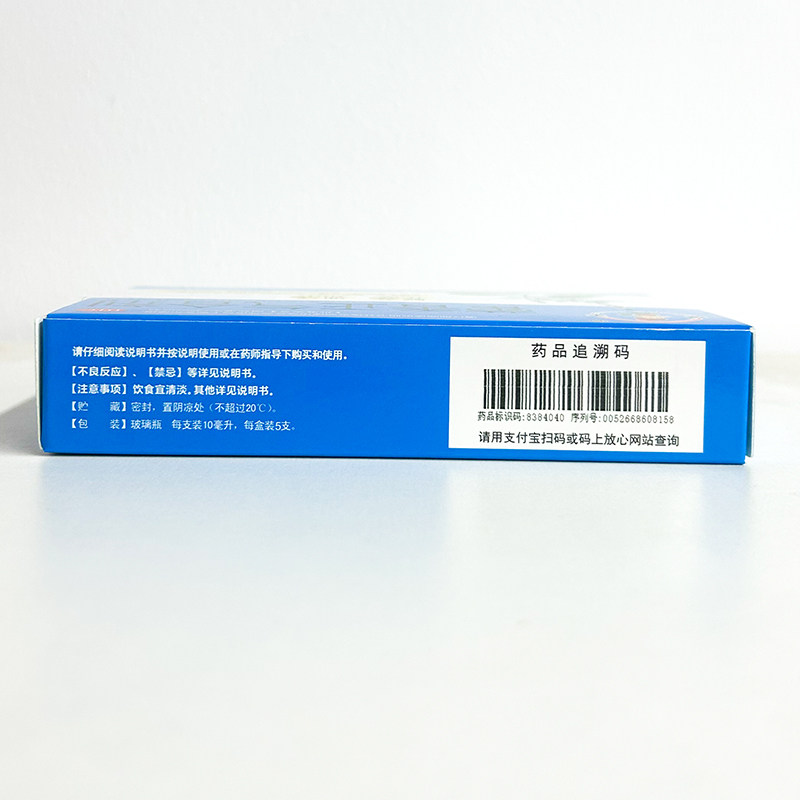 请仔细阅读说明书并按说明使用或在药师指导下购买和使用。
【不良反应】、【禁忌】等详见说明书。
【注意事项】饮食宜清淡。其他详见说明书。
【贮 藏】密封，置阴凉处（不超过20℃）。
【包 装】玻璃瓶 每支装10毫升，每盒装5支。
药品追溯码
药品标识码:8384040 序列号:0052668608158
请用支付宝扫码或码上放心网站查询